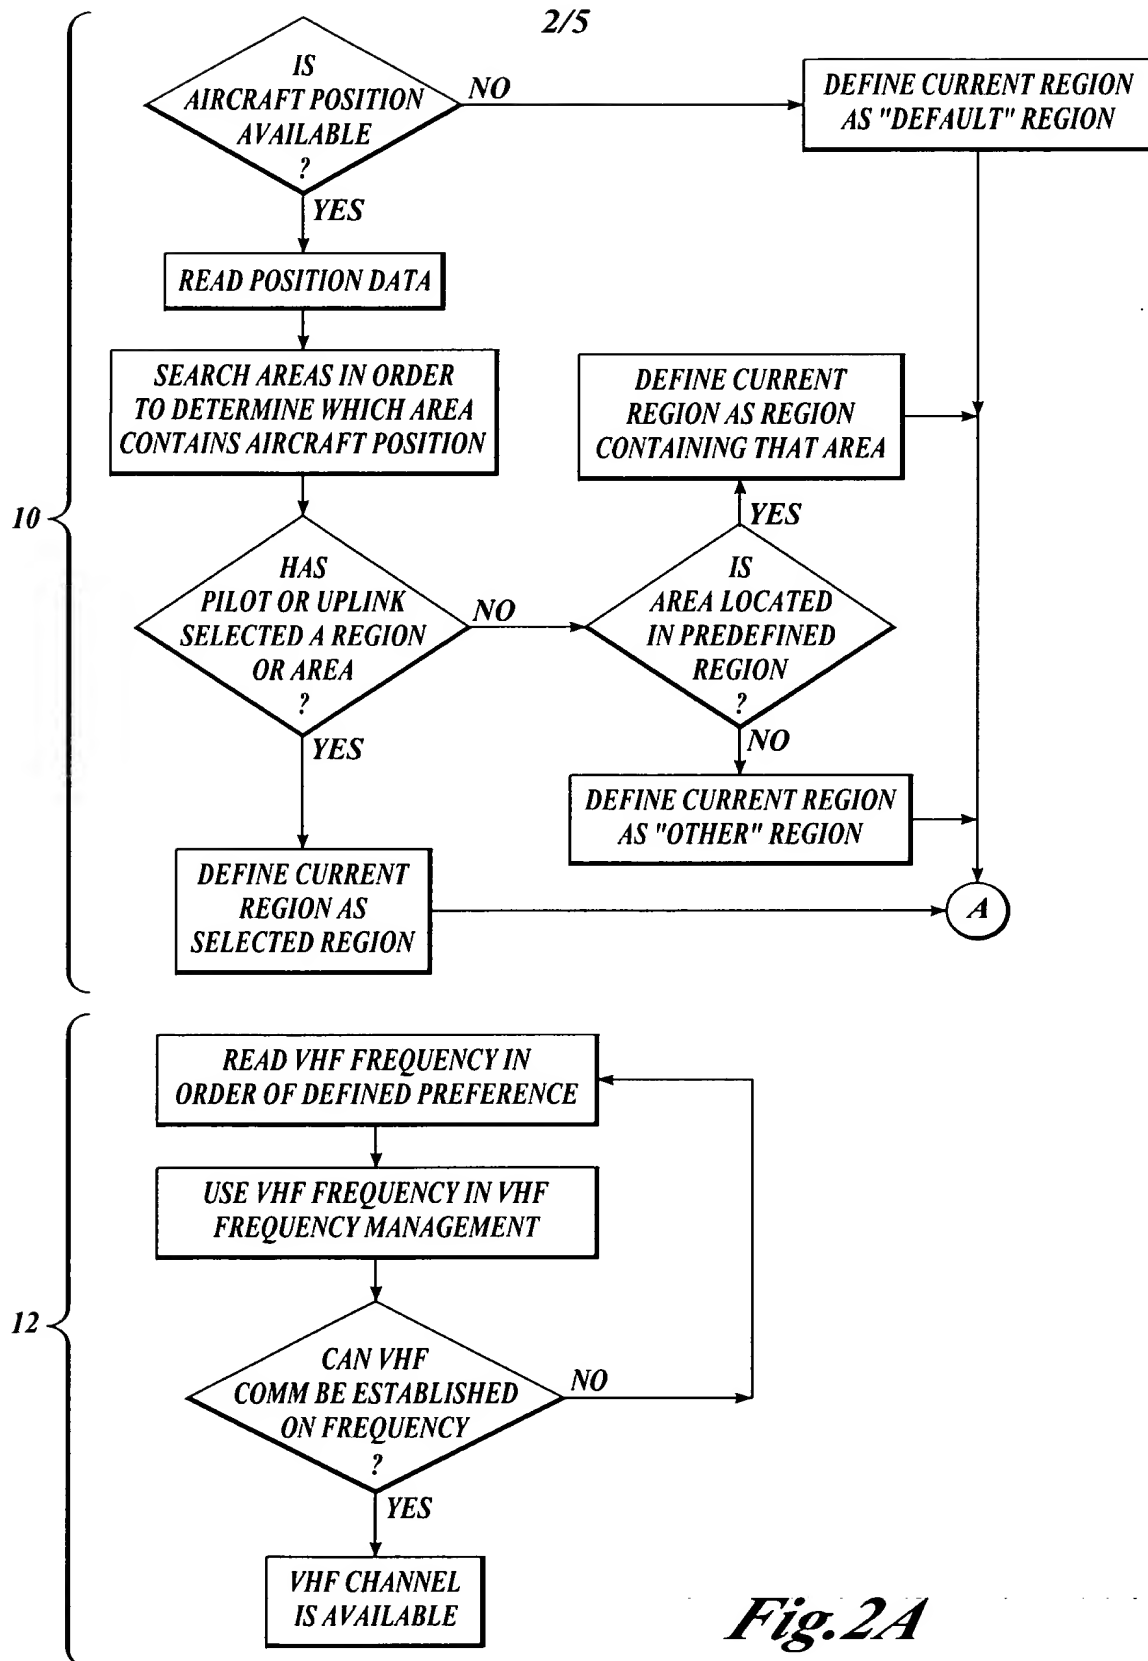 2/5
IS
AIRCRAFT POSITION
AVAILABLE
?
NO
DEFINE CURRENT REGION
AS "DEFAULT" REGION
YES
READ POSITION DATA
SEARCH AREAS IN ORDER
TO DETERMINE WHICH AREA
CONTAINS AIRCRAFT POSITION
DEFINE CURRENT
REGION AS REGION
CONTAINING THAT AREA
10
HAS
PILOT OR UPLINK
SELECTED A REGION
OR AREA
?
NO
YES
IS
AREA LOCATED
IN PREDEFINED
REGION
?
NO
YES
DEFINE CURRENT REGION
AS "OTHER" REGION
DEFINE CURRENT
REGION AS
SELECTED REGION
A
READ VHF FREQUENCY IN
ORDER OF DEFINED PREFERENCE
USE VHF FREQUENCY IN VHF
FREQUENCY MANAGEMENT
12
CAN VHF
COMM BE ESTABLISHED
ON FREQUENCY
?
NO
YES
VHF CHANNEL
IS AVAILABLE
Fig.2A